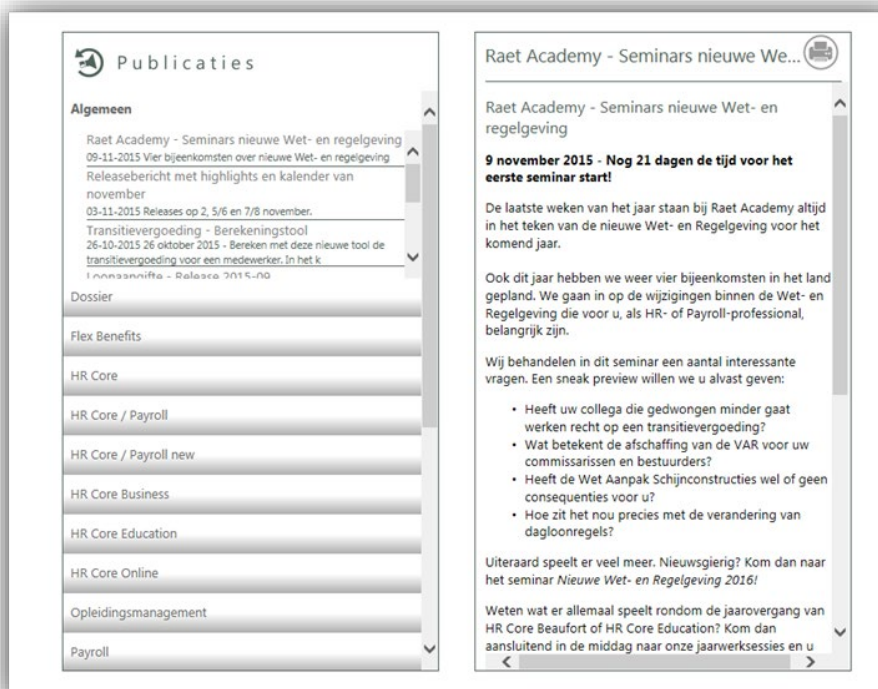 Publicaties
Algemeen
Raet Academy - Seminars nieuwe Wet- en regelgeving
09-11-2015 Vier bijeenkomsten over nieuwe Wet- en regelgeving
Releasebericht met highlights en kalender van
november
03-11-2015 Releases op 2, 5/6 en 7/8 november.
Transitievergoeding - Berekeningstool
26-10-2015 26 oktober 2015 - Bereken met deze nieuwe tool de
transitievergoeding voor een medewerker. In het k
Loonaangifte - Release 2015-09
Dossier
Flex Benefits
HR Core
HR Core / Payroll
HR Core / Payroll new
HR Core Business
HR Core Education
HR Core Online
Opleidingsmanagement
Payroll
Raet Academy - Seminars nieuwe We...
Raet Academy - Seminars nieuwe Wet- en
regelgeving
9 november 2015 - Nog 21 dagen de tijd voor het
eerste seminar start!
De laatste weken van het jaar staan bij Raet Academy altijd
in het teken van de nieuwe Wet- en Regelgeving voor het
komend jaar.
Ook dit jaar hebben we weer vier bijeenkomsten in het land
gepland. We gaan in op de wijzigingen binnen de Wet- en
Regelgeving die voor u, als HR- of Payroll-professional,
belangrijk zijn.
Wij behandelen in dit seminar een aantal interessante
vragen. Een sneak preview willen we u alvast geven:
• Heeft uw collega die gedwongen minder gaat
werken recht op een transitievergoeding?
• Wat betekent de afschaffing van de VAR voor uw
commissarissen en bestuurders?
• Heeft de Wet Aanpak Schijnconstructies wel of geen
consequenties voor u?
• Hoe zit het nou precies met de verandering van
dagloonregels?
Uiteraard speelt er veel meer. Nieuwsgierig? Kom dan naar
het seminar Nieuwe Wet- en Regelgeving 2016!
Weten wat er allemaal speelt rondom de jaarovergang van
HR Core Beaufort of HR Core Education? Kom dan
aansluitend in de middag naar onze jaarwerksessies en u